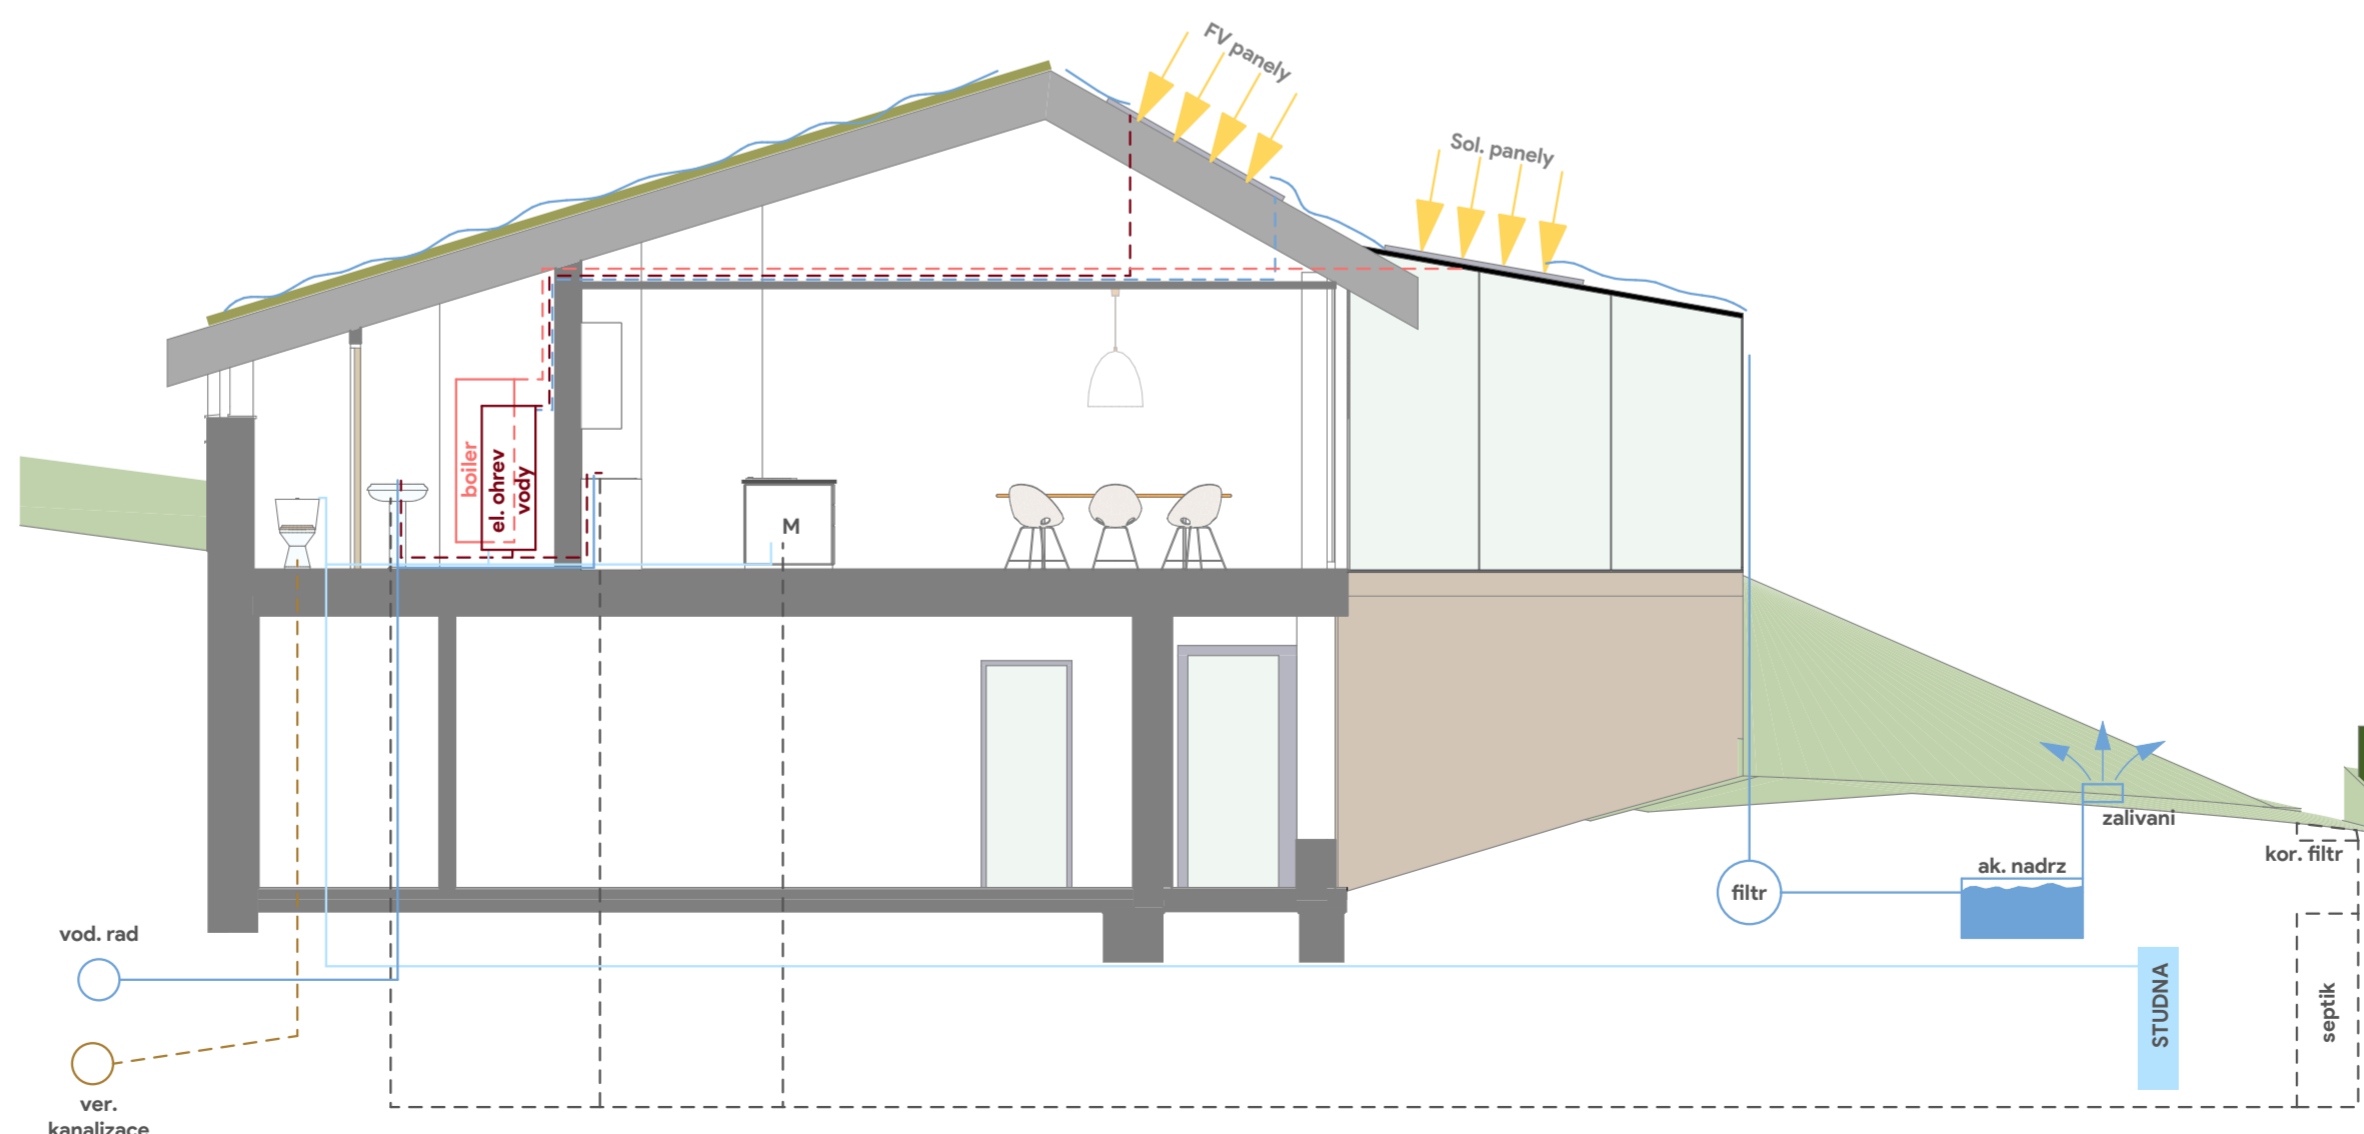 FV panely
Sol. panely
boiler
el. ohrev
vody
M
zalivani
kor. filtr
ak. nadrz
filtr
vod. rad
STUDNA
septik
ver.
kanalizace